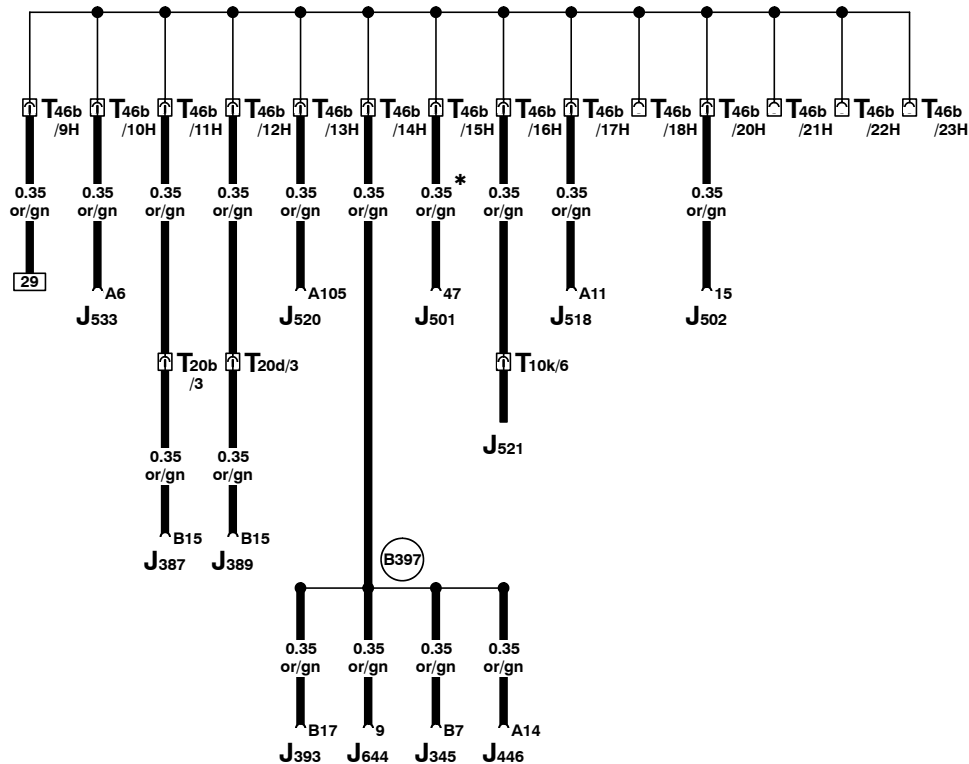 T46b/9H T46b/10H T46b/11H T46b/12H T46b/13H T46b/14H T46b/15H T46b/16H T46b/17H T46b/18H T46b/20H T46b/21H T46b/22H T46b/23H
*
0.35 0.35 0.35 0.35 0.35 0.35 0.35 0.35 0.35 0.35
or/gn or/gn or/gn or/gn or/gn or/gn or/gn or/gn or/gn or/gn
29
A6 A105 47 A11 15
J533 J520 J501 J518 J502
T20b/3 T20d/3 T10k/6
J521
0.35 0.35
or/gn or/gn
B15 B15
J387 J389
B397
0.35 0.35 0.35 0.35
or/gn or/gn or/gn or/gn
B17 9 B7 A14
J393 J644 J345 J446